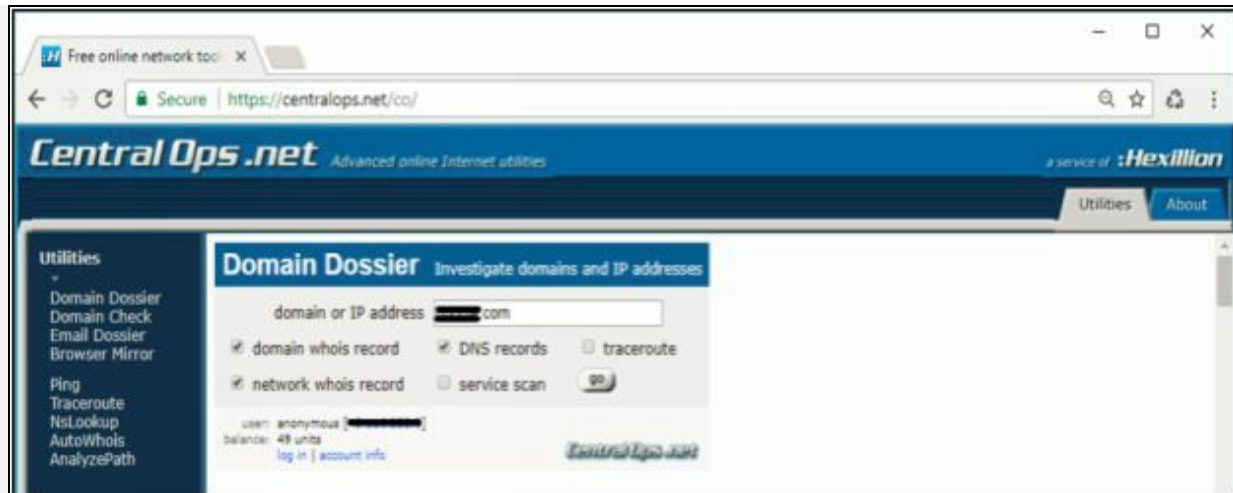 Free online network too
Secure | https://centralops.net/co/
Central Ops.net Advanced online Internet utilities
a service of :Hexillion
Utilities About
Utilities
Domain Dossier
Domain Check
Email Dossier
Browser Mirror
Ping
Traceroute
NsLookup
AutoWhois
AnalyzePath
Domain Dossier Investigate domains and IP addresses
domain or IP address .com
domain whois record DNS records traceroute
network whois record service scan go
user: anonymous [ ]
balance: 49 units
log in | account info
CentralOps.net